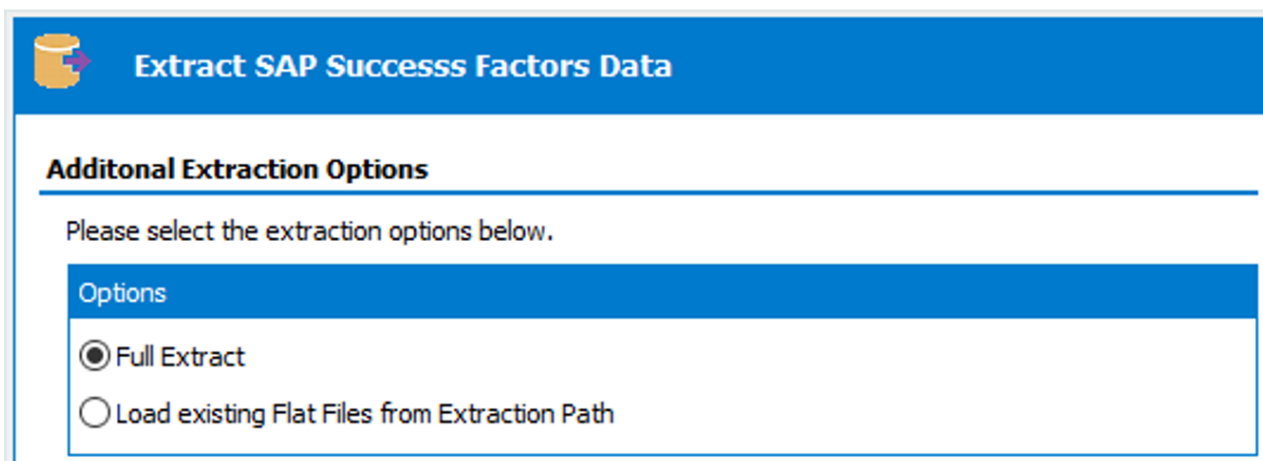 Extract SAP Successs Factors Data
Additonal Extraction Options
Please select the extraction options below.
Options
Full Extract
Load existing Flat Files from Extraction Path